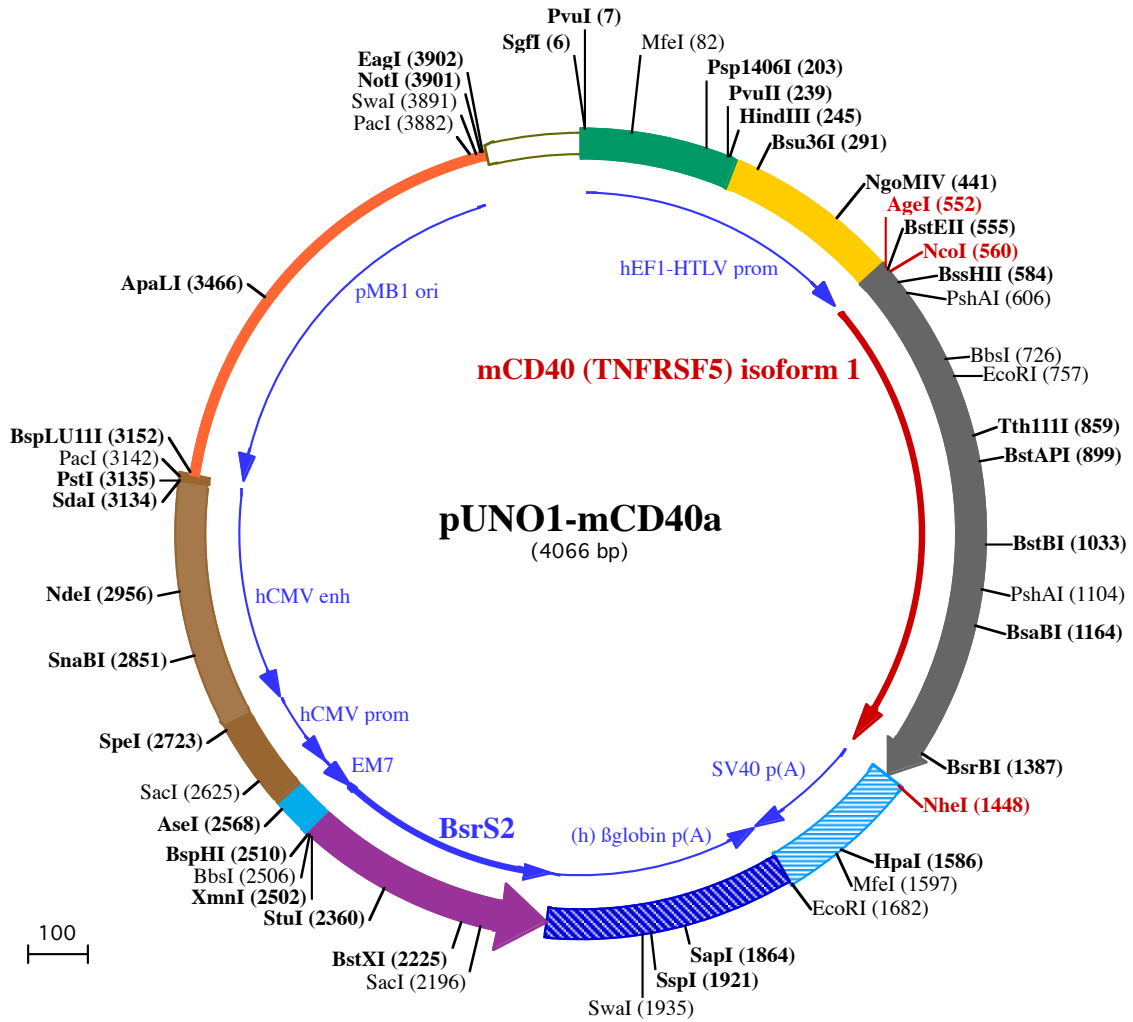 PvuI (7)
SgfI (6)
MfeI (82)
Psp1406I (203)
PvuII (239)
HindIII (245)
Bsu36I (291)
NgoMIV (441)
AgeI (552)
BstEII (555)
NcoI (560)
BssHII (584)
PshAI (606)
BbsI (726)
EcoRI (757)
Tth111I (859)
BstAPI (899)
BstBI (1033)
PshAI (1104)
BsaBI (1164)
BsrBI (1387)
NheI (1448)
HpaI (1586)
MfeI (1597)
EcoRI (1682)
SapI (1864)
SspI (1921)
SwaI (1935)
SacI (2196)
BstXI (2225)
StuI (2360)
XmnI (2502)
BbsI (2506)
BspHI (2510)
AseI (2568)
SacI (2625)
SpeI (2723)
SnaBI (2851)
NdeI (2956)
SdaI (3134)
PstI (3135)
PacI (3142)
BspLU11I (3152)
ApaLI (3466)
PacI (3882)
SwaI (3891)
NotI (3901)
EagI (3902)
hEF1-HTLV prom
pMB1 ori
mCD40 (TNFRSF5) isoform 1
pUNO1-mCD40a
(4066 bp)
hCMV enh
hCMV prom
EM7
BsrS2
(h) ßglobin p(A)
SV40 p(A)
100